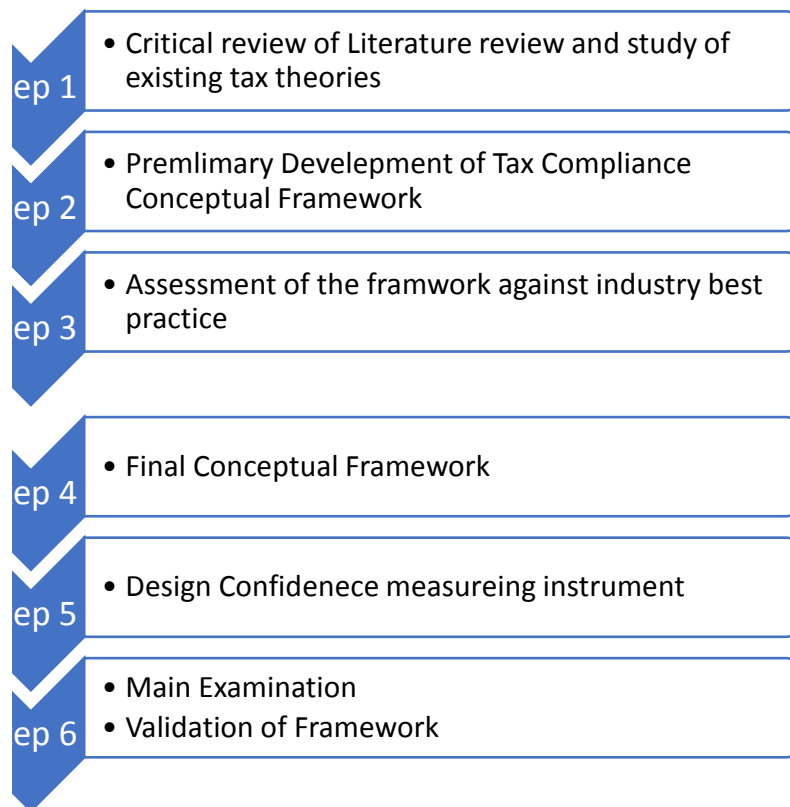 ep 1
• Critical review of Literature review and study of
existing tax theories
ep 2
• Premlimary Develepment of Tax Compliance
Conceptual Framework
ep 3
• Assessment of the framwork against industry best
practice
tep 4
• Final Conceptual Framework
ep 5
• Design Confidenece measureing instrument
tep 6
• Main Examination
• Validation of Framework